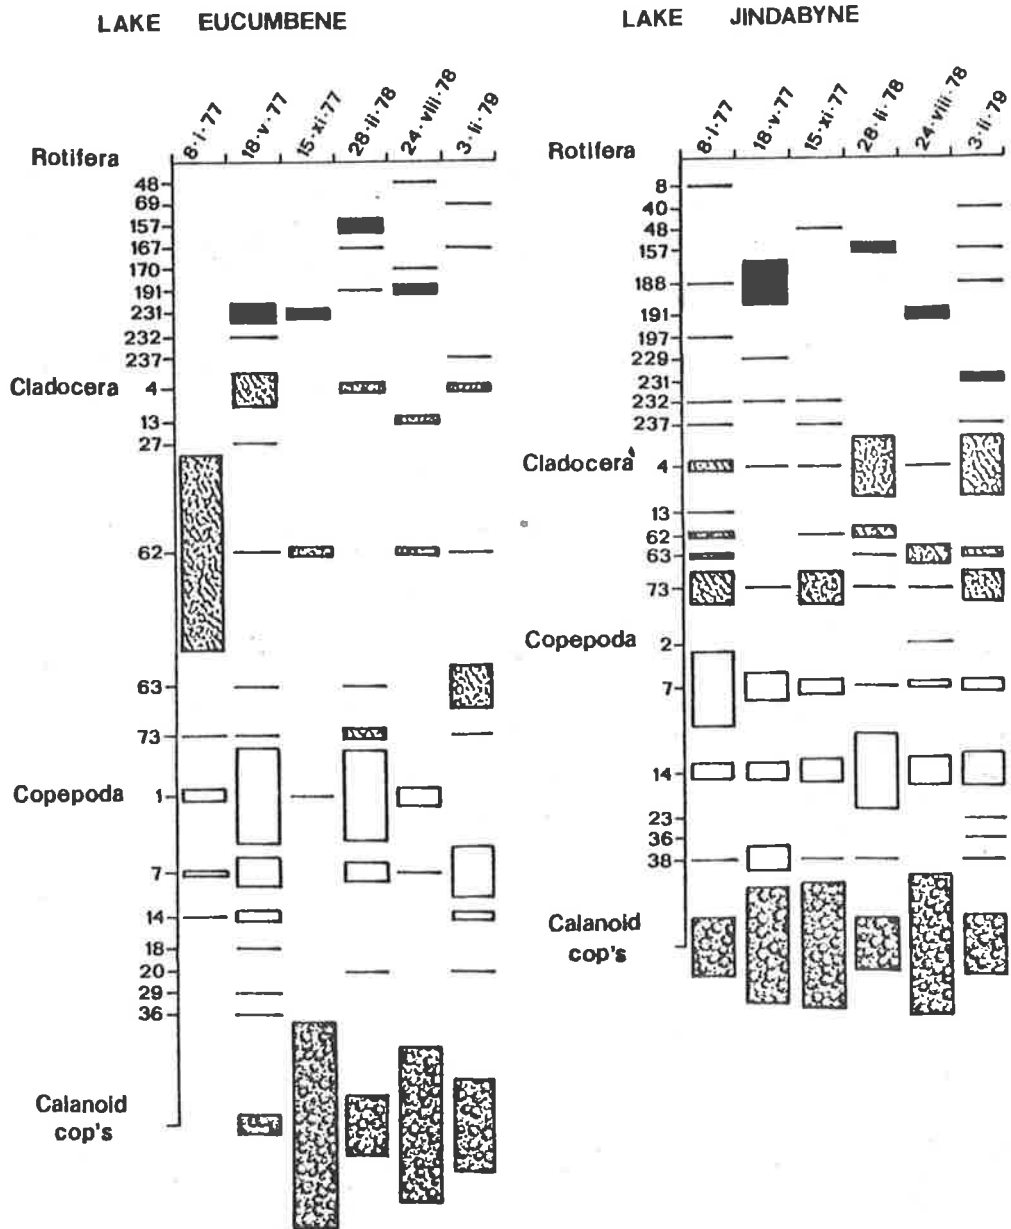 LAKE EUCUMBENE
8·i·77 18·v·77 15·xi·77 28·ii·78 24·viii·78 3·ii·79
Rotifera
48
69
157
167
170
191
231
232
237
Cladocera 4
13
27
62
63
73
Copepoda 1
7
14
18
20
29
36
Calanoid
cop's
LAKE JINDABYNE
8·i·77 18·v·77 15·xi·77 28·ii·78 24·viii·78 3·ii·79
Rotifera
8
40
48
157
188
191
197
229
231
232
237
Cladocera 4
13
62
63
73
Copepoda 2
7
14
23
36
38
Calanoid
cop's